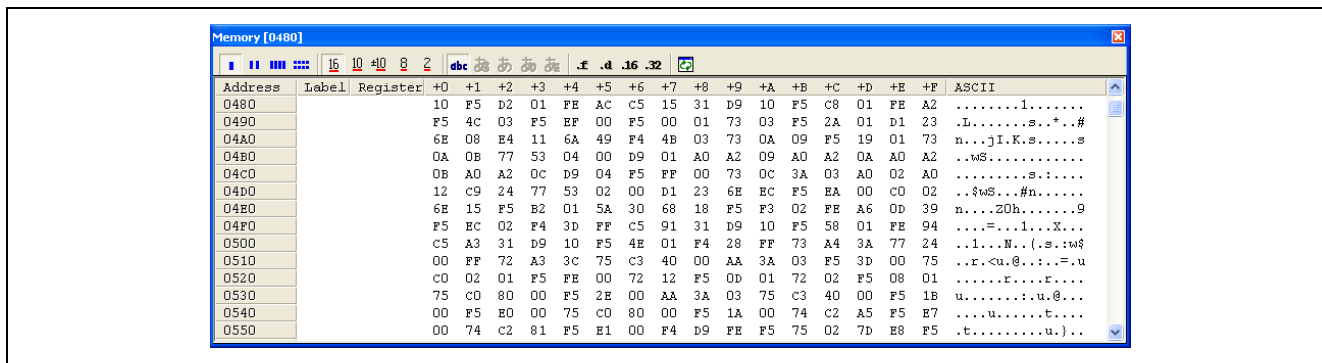 Memory [0480]
16 10 ±10 8 2 abc あ .f .d .16 .32
Address Label Register +0 +1 +2 +3 +4 +5 +6 +7 +8 +9 +A +B +C +D +E +F ASCII
0480 10 F5 D2 01 FE AC C5 15 31 D9 10 F5 C8 01 FE A2 ........1.......
0490 F5 4C 03 F5 EF 00 F5 00 01 73 03 F5 2A 01 D1 23 .L.......s..*..#
04A0 6E 08 E4 11 6A 49 F4 4B 03 73 0A 09 F5 19 01 73 n...jI.K.s.....s
04B0 0A 0B 77 53 04 00 D9 01 A0 A2 09 A0 A2 0A A0 A2 ..wS............
04C0 0B A0 A2 0C D9 04 F5 FF 00 73 0C 3A 03 A0 02 A0 .........s.:....
04D0 12 C9 24 77 53 02 00 D1 23 6E EC F5 EA 00 C0 02 ..$wS...#n......
04E0 6E 15 F5 B2 01 5A 30 68 18 F5 F3 02 FE A6 0D 39 n....Z0h.......9
04F0 F5 EC 02 F4 3D FF C5 91 31 D9 10 F5 58 01 FE 94 ....=...1...X...
0500 C5 A3 31 D9 10 F5 4E 01 F4 28 FF 73 A4 3A 77 24 ..1...N..(.s.:w$
0510 00 FF 72 A3 3C 75 C3 40 00 AA 3A 03 F5 3D 00 75 ..r.<u.@..:..=.u
0520 C0 02 01 F5 FE 00 72 12 F5 0D 01 72 02 F5 08 01 ......r....r....
0530 75 C0 80 00 F5 2E 00 AA 3A 03 75 C3 40 00 F5 1B u.......:.u.@...
0540 00 F5 E0 00 75 C0 80 00 F5 1A 00 74 C2 A5 F5 E7 ....u......t....
0550 00 74 C2 81 F5 E1 00 F4 D9 FE F5 75 02 7D E8 F5 .t.........u.}..